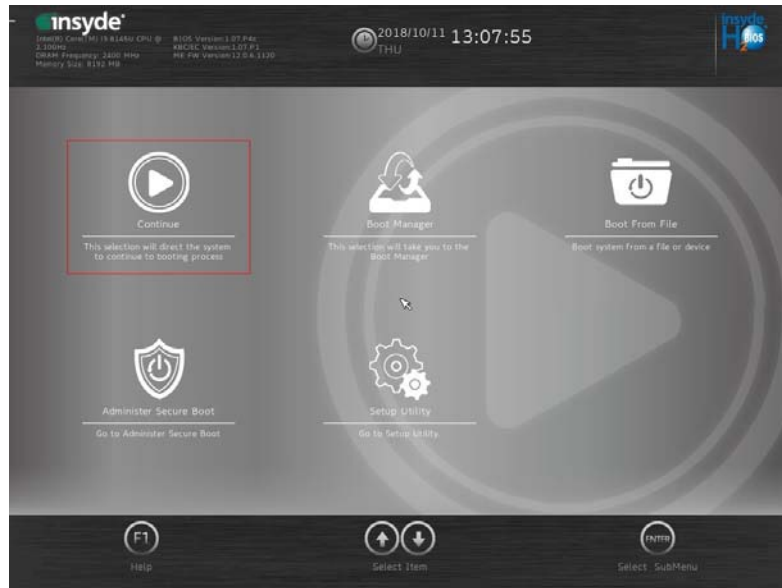 insyde®
Intel(R) Core(TM) i5 8145U CPU @
2.10GHz
DRAM Frequency: 2400 MHz
Memory Size: 8192 MB
BIOS Version:1.07.P4x
KBC/EC Version:1.07.P1
ME FW Version:12.0.6.1120
2018/10/11 13:07:55
THU
insyde
H2O BIOS
Continue
This selection will direct the system
to continue to booting process
Boot Manager
This selection will take you to the
Boot Manager
Boot From File
Boot system from a file or device
Administer Secure Boot
Go to Administer Secure Boot
Setup Utility
Go to Setup Utility
F1
Help
Select Item
ENTER
Select SubMenu